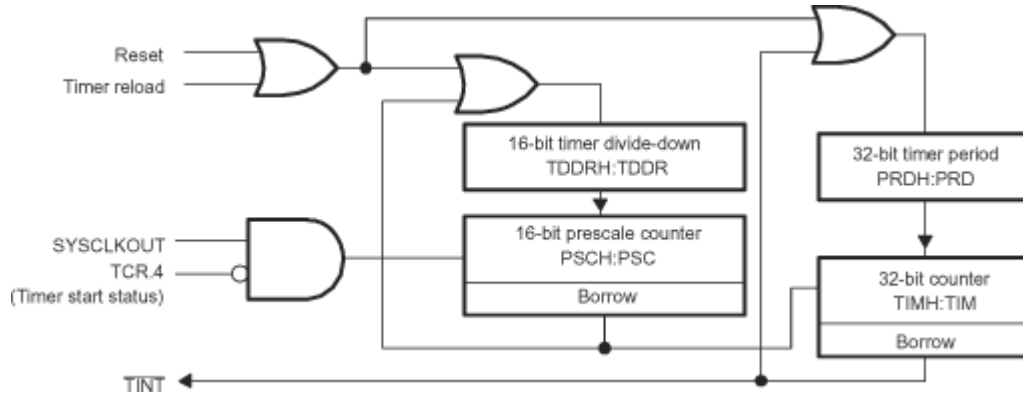 Reset
Timer reload
16-bit timer divide-down
TDDRH:TDDR
32-bit timer period
PRDH:PRD
SYSCLKOUT
TCR.4
(Timer start status)
16-bit prescale counter
PSCH:PSC
Borrow
32-bit counter
TIMH:TIM
Borrow
TINT